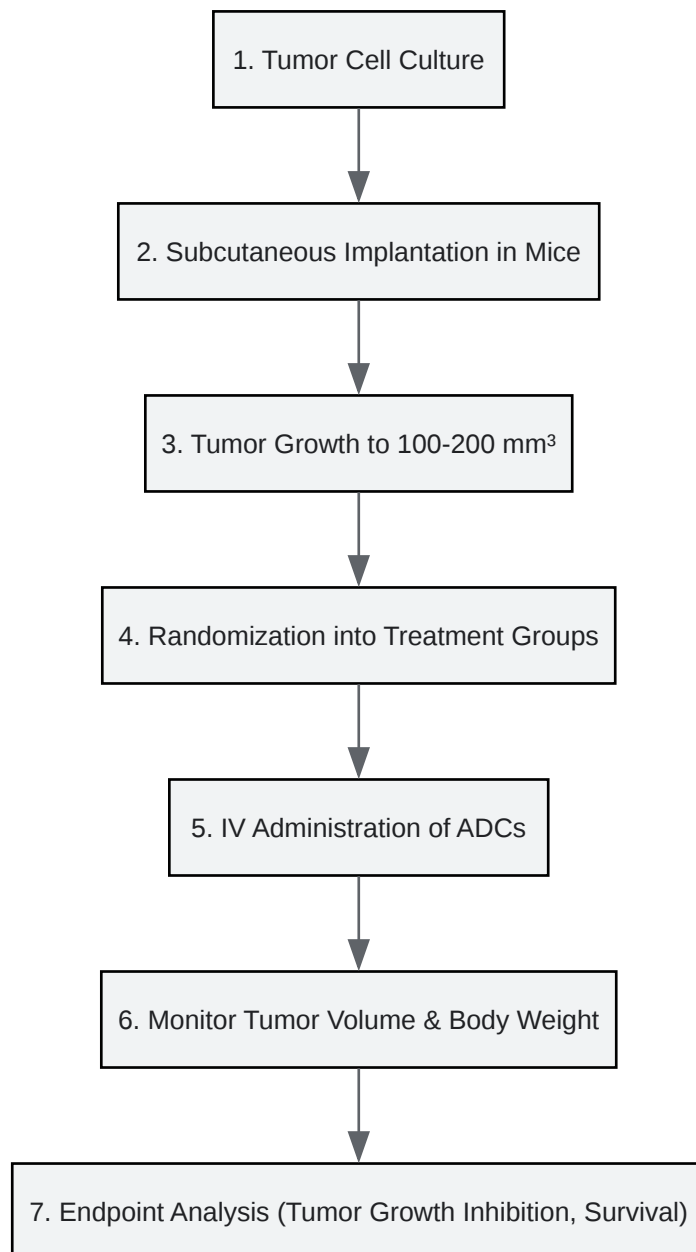 1. Tumor Cell Culture
2. Subcutaneous Implantation in Mice
3. Tumor Growth to 100-200 mm³
4. Randomization into Treatment Groups
5. IV Administration of ADCs
6. Monitor Tumor Volume & Body Weight
7. Endpoint Analysis (Tumor Growth Inhibition, Survival)